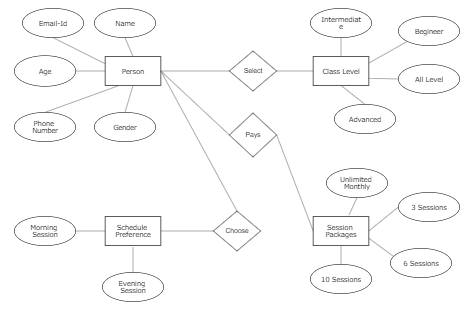 Email-Id
Name
Intermediat
e
Begineer
Age
Person
Select
Class Level
All Level
Phone
Number
Gender
Pays
Advanced
Unlimited
Monthly
3 Sessions
Morning
Session
Schedule
Preference
Choose
Session
Packages
6 Sessions
Evening
Session
10 Sessions